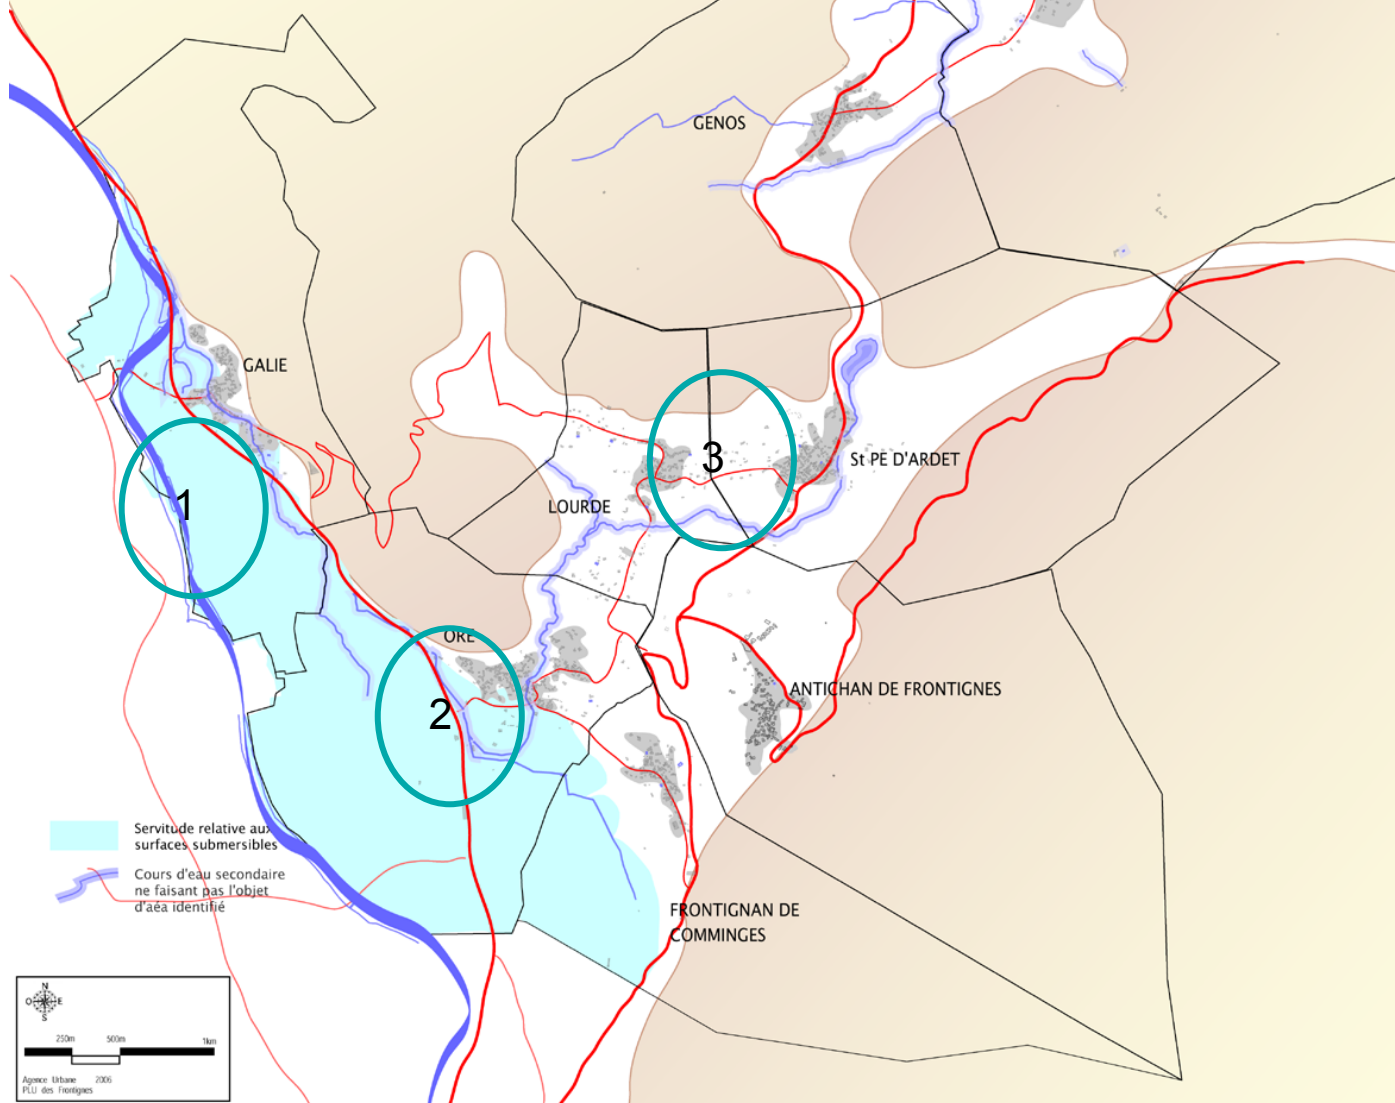 GENOS
GALIE
1
3
St PE D'ARDET
LOURDE
ORE
2
ANTICHAN DE FRONTIGNES
Servitude relative aux
surfaces submersibles
Cours d'eau secondaire
ne faisant pas l'objet
d'aéa identifié
FRONTIGNAN DE
COMMINGES
N
O E
S
250m 500m 1km
Agence Urbane 2006
PLU des Frontignes